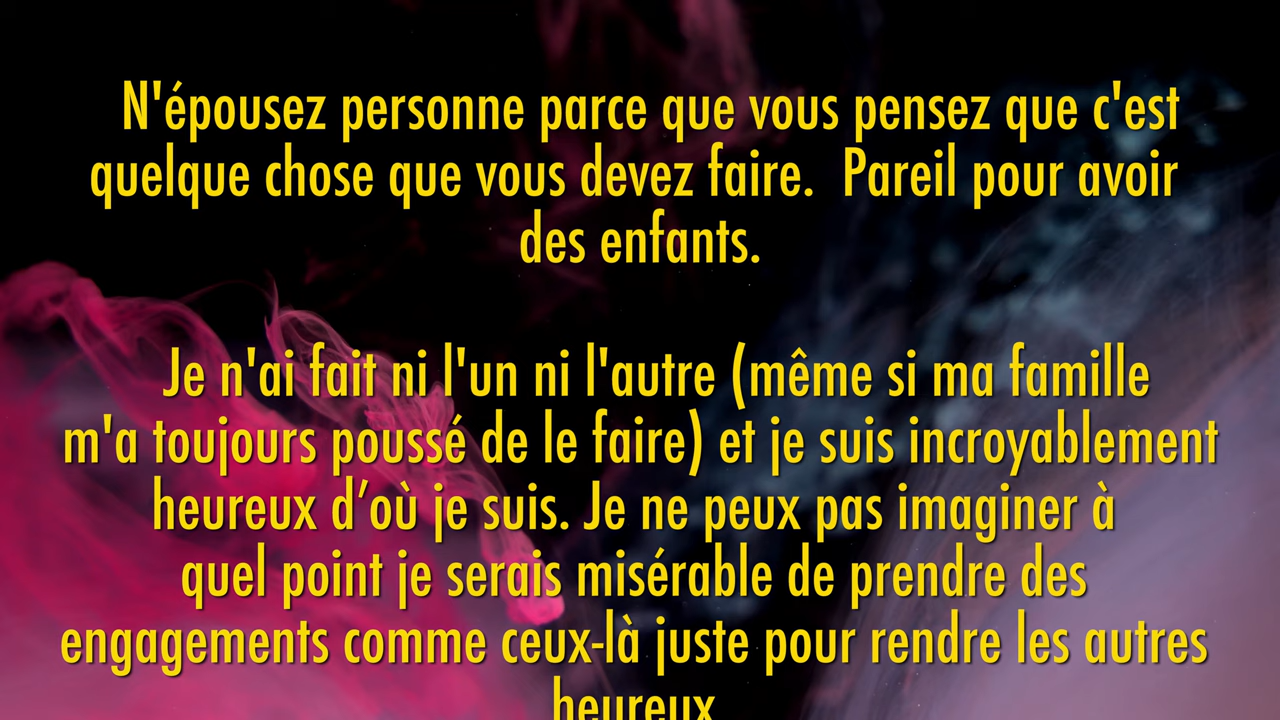 N'épousez personne parce que vous pensez que c'est
quelque chose que vous devez faire.  Pareil pour avoir
des enfants.
Je n'ai fait ni l'un ni l'autre (même si ma famille
m'a toujours poussé de le faire) et je suis incroyablement
heureux d’où je suis. Je ne peux pas imaginer à
quel point je serais misérable de prendre des
engagements comme ceux-là juste pour rendre les autres
heureux